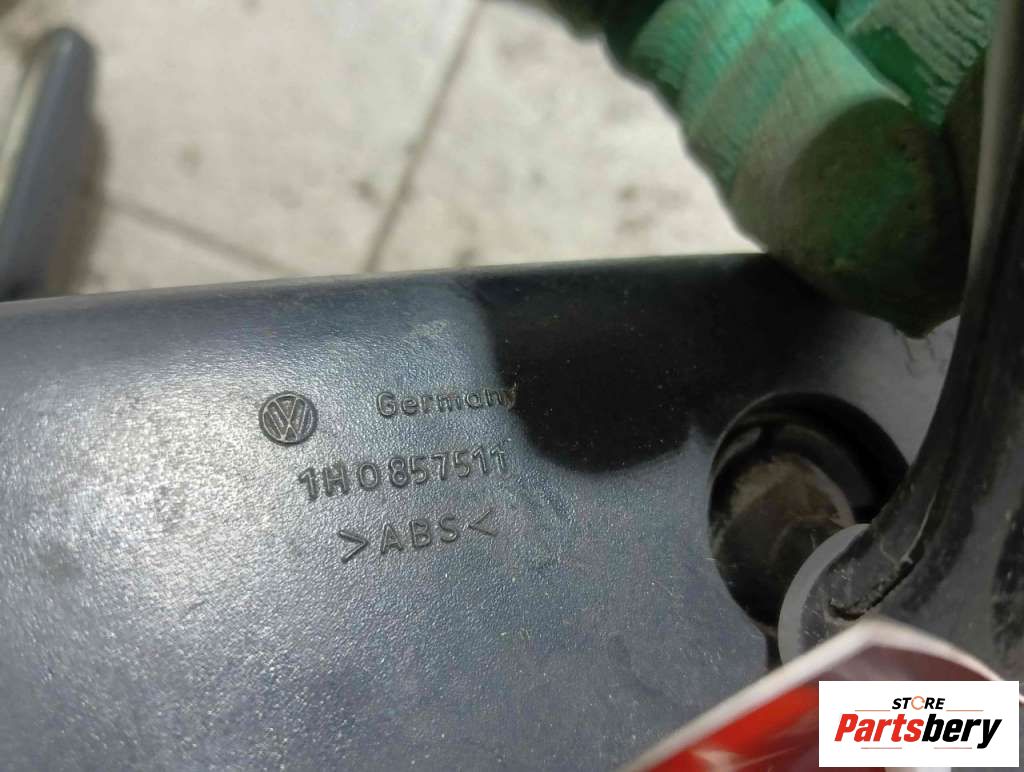 Germany
1H0857511
>ABS<
STORE
Partsbery